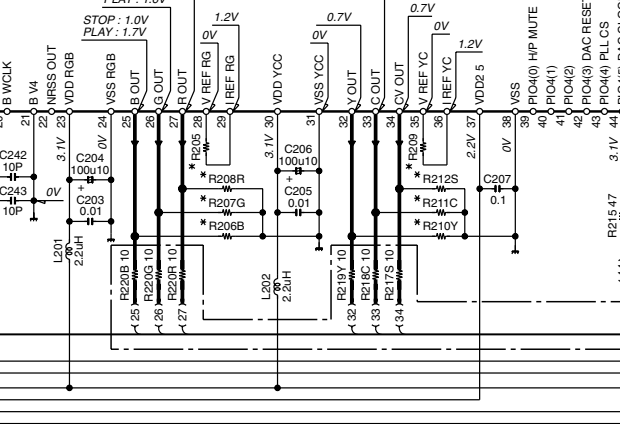 STOP : 1.0V
PLAY : 1.7V
1.2V
0V
0.7V
0V
0.7V
0V
1.2V
B WCLK
B V4
NRSS OUT
VDD RGB
VSS RGB
B OUT
G OUT
R OUT
V REF RG
I REF RG
VDD YCC
VSS YCC
Y OUT
C OUT
CV OUT
V REF YC
I REF YC
VDD2 5
VSS
PIO4(0) H/P MUTE
PIO4(1)
PIO4(2)
PIO4(3) DAC RESE
PIO4(4) PLL CS
21
22
23
24
25
26
27
28
29
30
31
32
33
34
35
36
37
38
39
40
41
42
43
44
3.1V
0V
3.1V
2.2V
0V
3.1V
C242
10P
C243
10P
0V
C204
100u10
+
C203
0.01
* R205
* R208R
* R207G
* R206B
C206
100u10
+
C205
0.01
* R209
* R212S
* R211C
* R210Y
C207
0.1
R215 47
L201
2.2uH
R220B 10
R220G 10
R220R 10
L202
2.2uH
R219Y 10
R218C 10
R217S 10
25
26
27
32
33
34